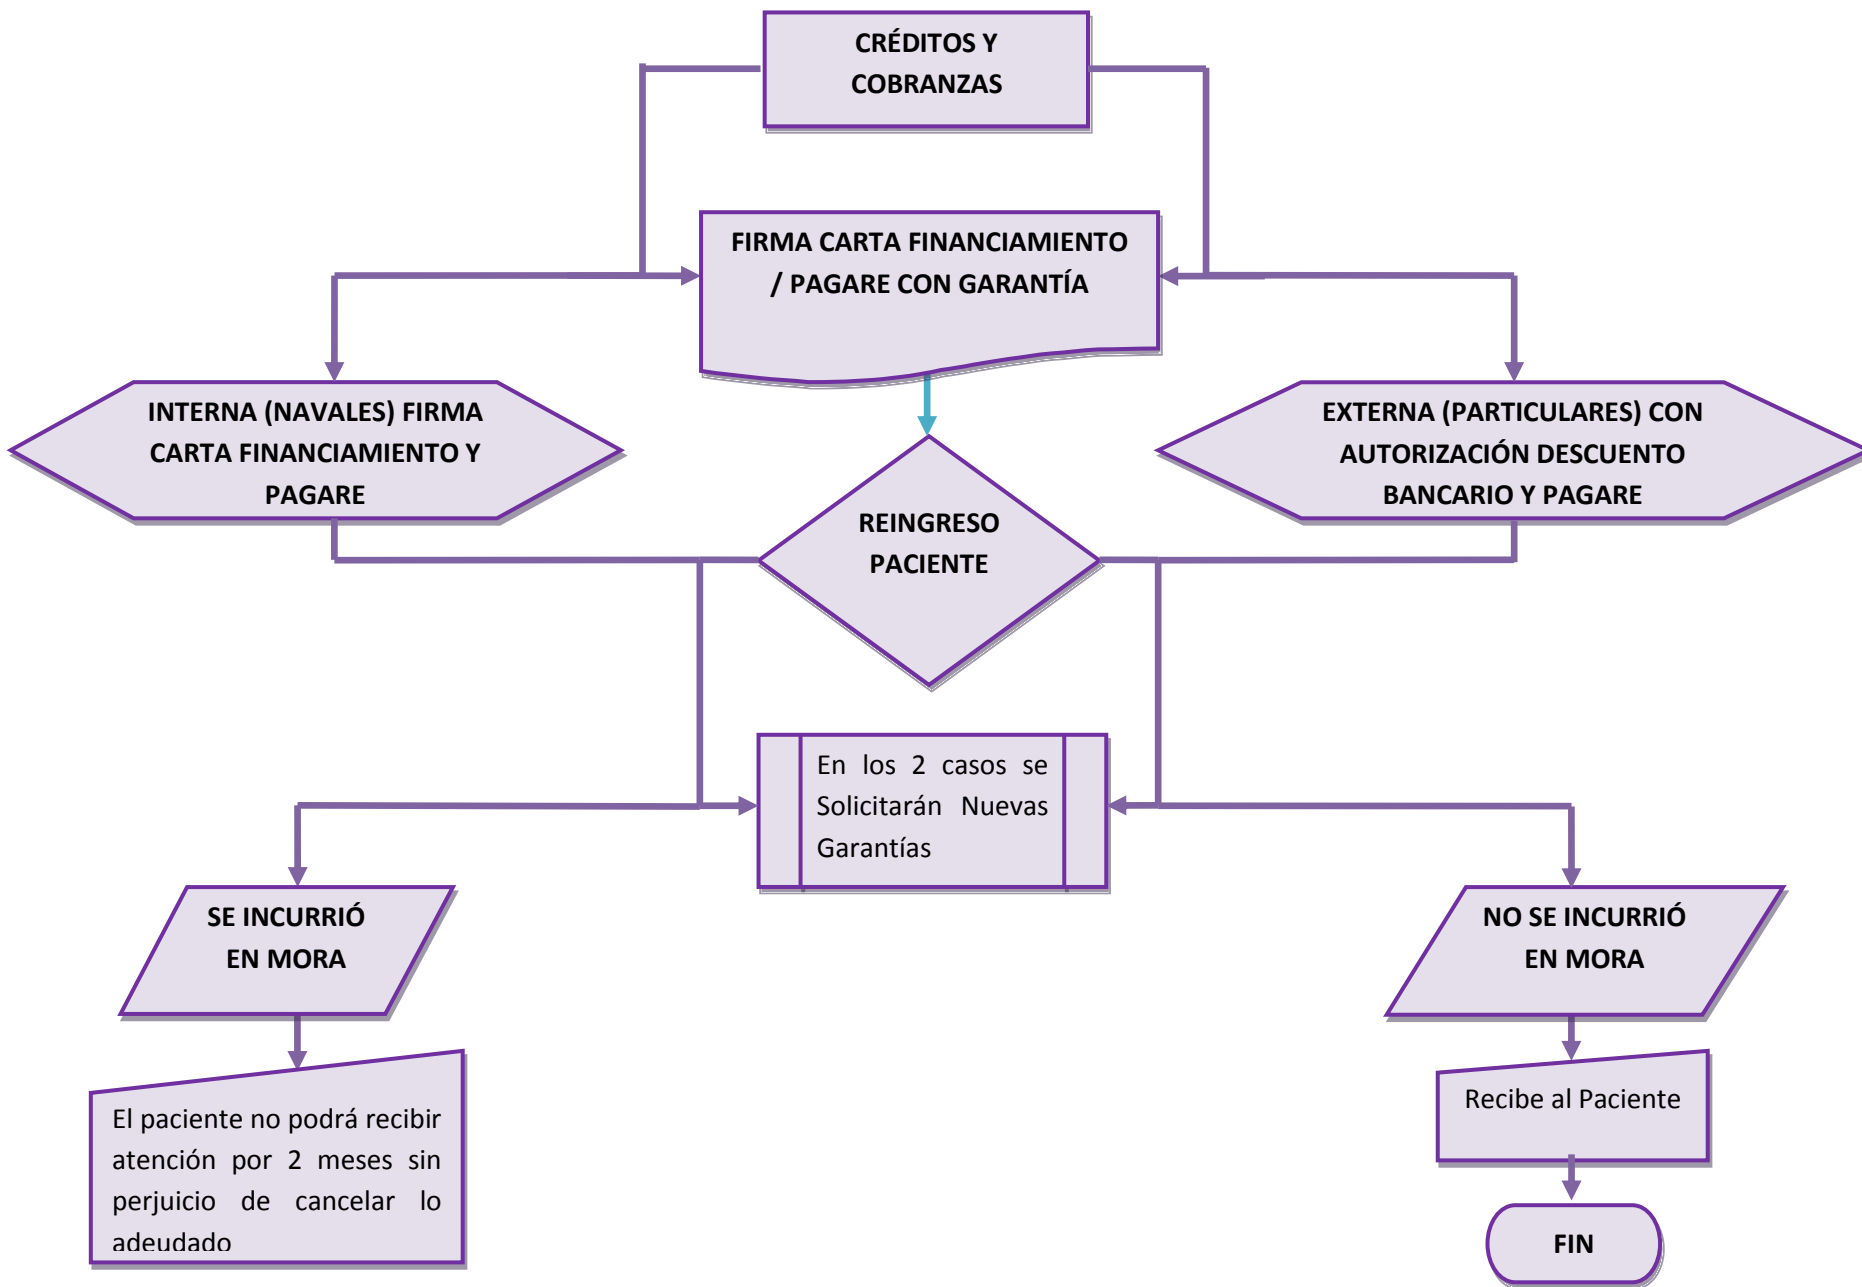 CRÉDITOS Y
COBRANZAS
FIRMA CARTA FINANCIAMIENTO
/ PAGARE CON GARANTÍA
INTERNA (NAVALES) FIRMA
CARTA FINANCIAMIENTO Y
PAGARE
EXTERNA (PARTICULARES) CON
AUTORIZACIÓN DESCUENTO
BANCARIO Y PAGARE
REINGRESO
PACIENTE
En los 2 casos se
Solicitarán Nuevas
Garantías
SE INCURRIÓ
EN MORA
NO SE INCURRIÓ
EN MORA
El paciente no podrá recibir
atención por 2 meses sin
perjuicio de cancelar lo
adeudado
Recibe al Paciente
FIN